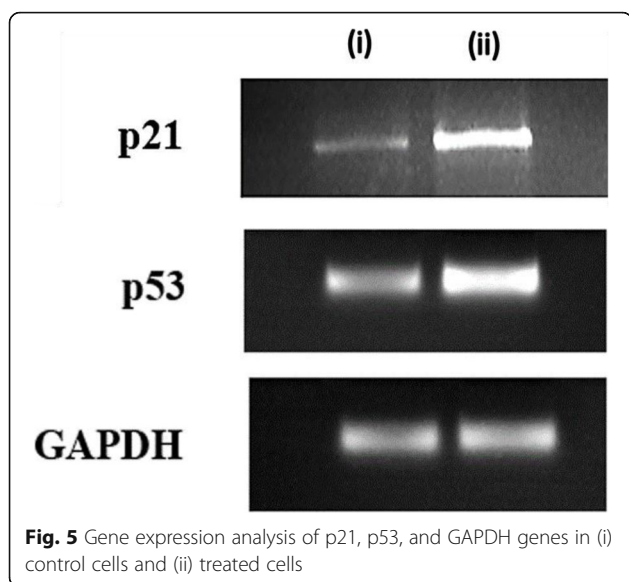 (i) (ii)
p21
p53
GAPDH
Fig. 5 Gene expression analysis of p21, p53, and GAPDH genes in (i)
control cells and (ii) treated cells